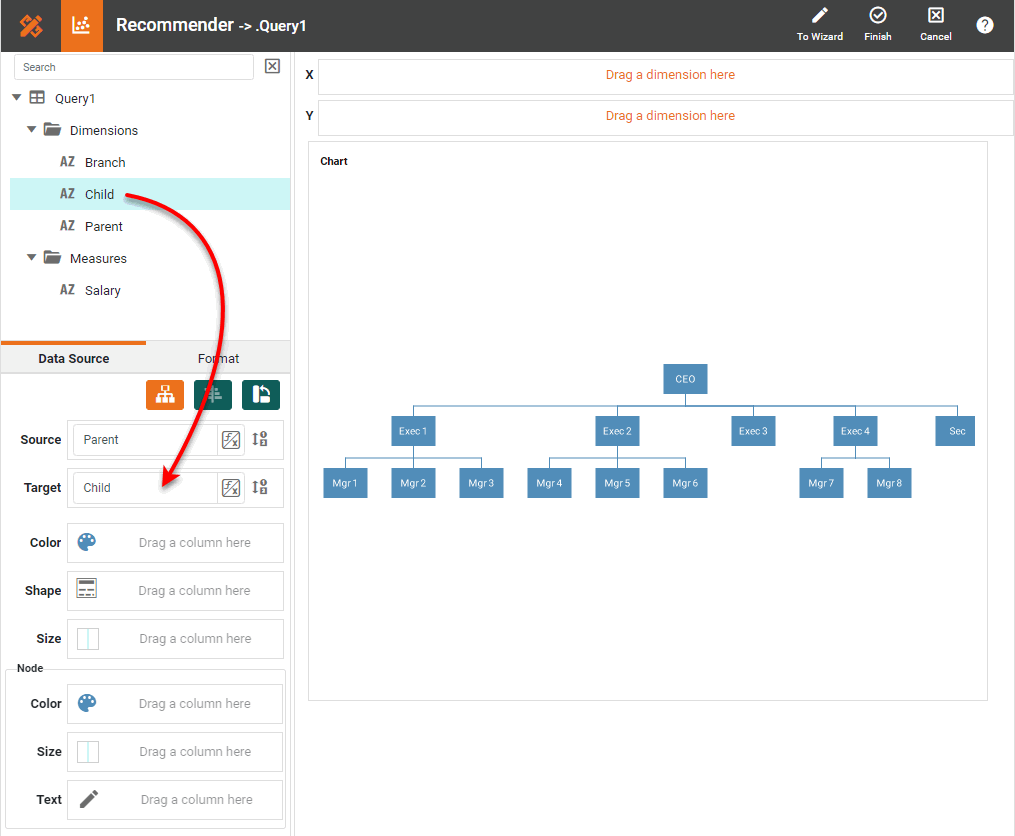 Recommender -> .Query1
To Wizard
Finish
Cancel
?
Search
Query1
Dimensions
AZ Branch
AZ Child
AZ Parent
Measures
AZ Salary
Data Source
Format
Source Parent
Target Child
Color Drag a column here
Shape Drag a column here
Size Drag a column here
Node
Color Drag a column here
Size Drag a column here
Text Drag a column here
X Drag a dimension here
Y Drag a dimension here
Chart
CEO
Exec 1 Exec 2 Exec 3 Exec 4 Sec
Mgr 1 Mgr 2 Mgr 3 Mgr 4 Mgr 5 Mgr 6 Mgr 7 Mgr 8